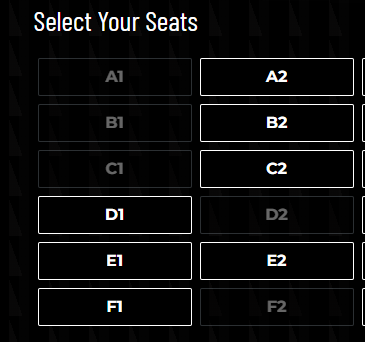 Select Your Seats
A1 A2
B1 B2
C1 C2
D1 D2
E1 E2
F1 F2